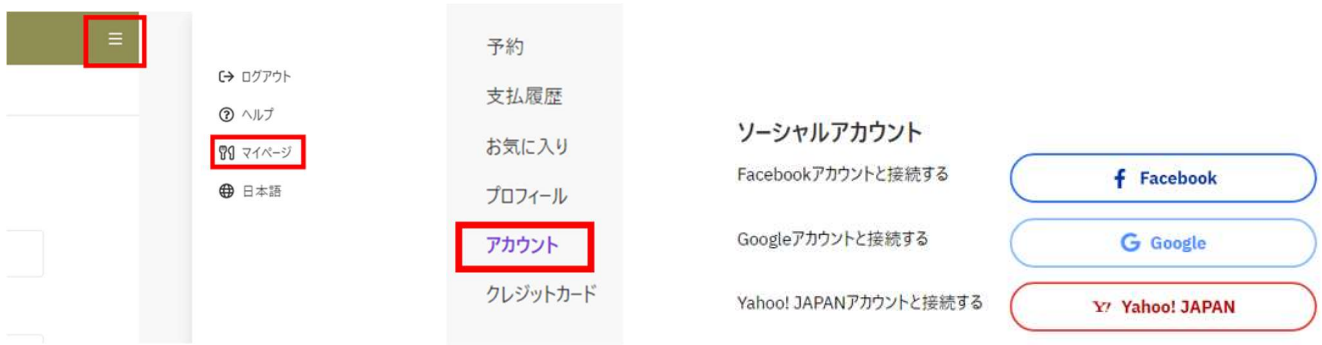 ログアウト
ヘルプ
マイページ
日本語
予約
支払履歴
お気に入り
プロフィール
アカウント
クレジットカード
ソーシャルアカウント
Facebookアカウントと接続する
Facebook
Googleアカウントと接続する
Google
Yahoo! JAPANアカウントと接続する
Y! Yahoo! JAPAN